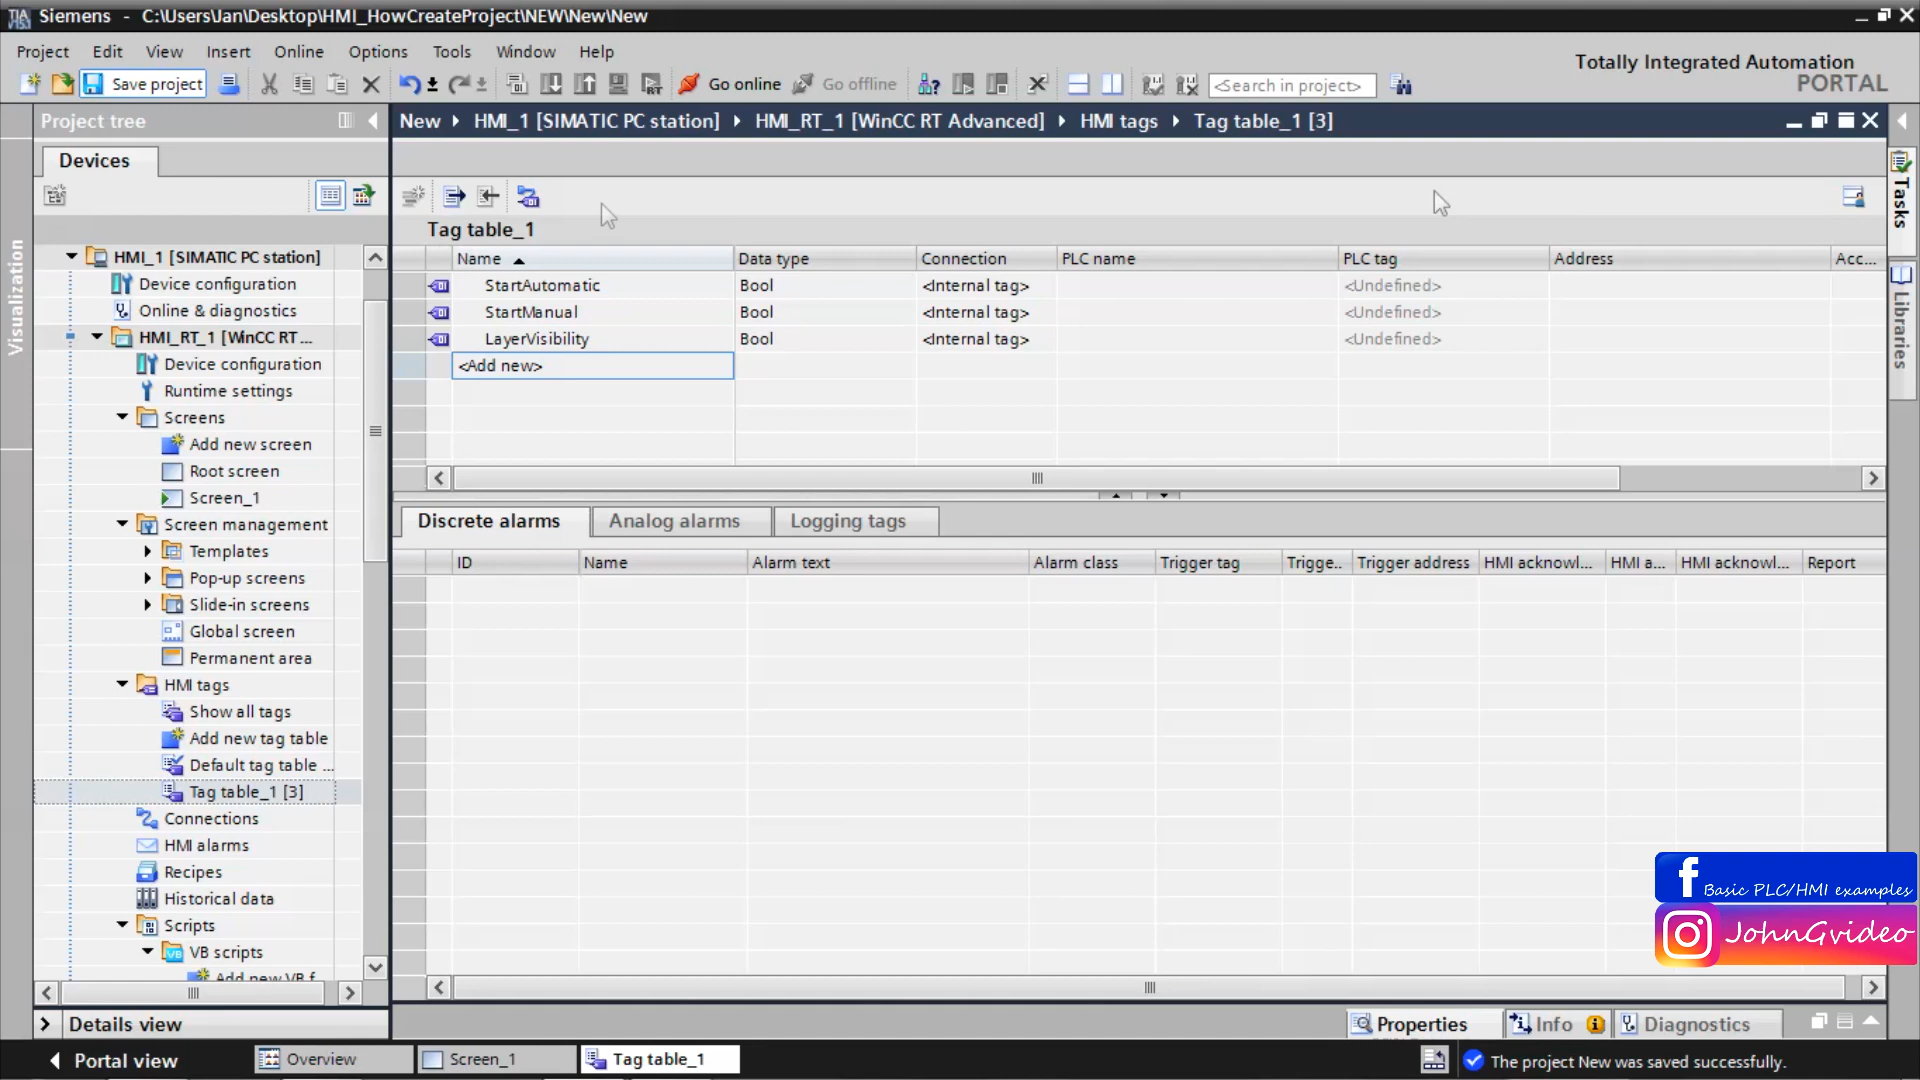 Siemens - C:\Users\Jan\Desktop\HMI_HowCreateProject\NEW\New\New
Project Edit View Insert Online Options Tools Window Help
Totally Integrated Automation
PORTAL
Save project
Go online
Go offline
<Search in project>
Project tree
New HMI_1 [SIMATIC PC station] HMI_RT_1 [WinCC RT Advanced] HMI tags Tag table_1 [3]
Devices
Visualization
Tasks
Libraries
HMI_1 [SIMATIC PC station]
Device configuration
Online & diagnostics
HMI_RT_1 [WinCC RT ...
Device configuration
Runtime settings
Screens
Add new screen
Root screen
Screen_1
Screen management
Templates
Pop-up screens
Slide-in screens
Global screen
Permanent area
HMI tags
Show all tags
Add new tag table
Default tag table ...
Tag table_1 [3]
Connections
HMI alarms
Recipes
Historical data
Scripts
VB scripts
Add new VB f
Details view
Tag table_1
Name Data type Connection PLC name PLC tag Address Acc...
StartAutomatic Bool <Internal tag> <Undefined>
StartManual Bool <Internal tag> <Undefined>
LayerVisibility Bool <Internal tag> <Undefined>
<Add new>
Discrete alarms Analog alarms Logging tags
ID Name Alarm text Alarm class Trigger tag Trigge.. Trigger address HMI acknowl... HMI a... HMI acknowl... Report
Basic PLC/HMI examples
JohnGvideo
Properties Info Diagnostics
Portal view Overview Screen_1 Tag table_1
The project New was saved successfully.